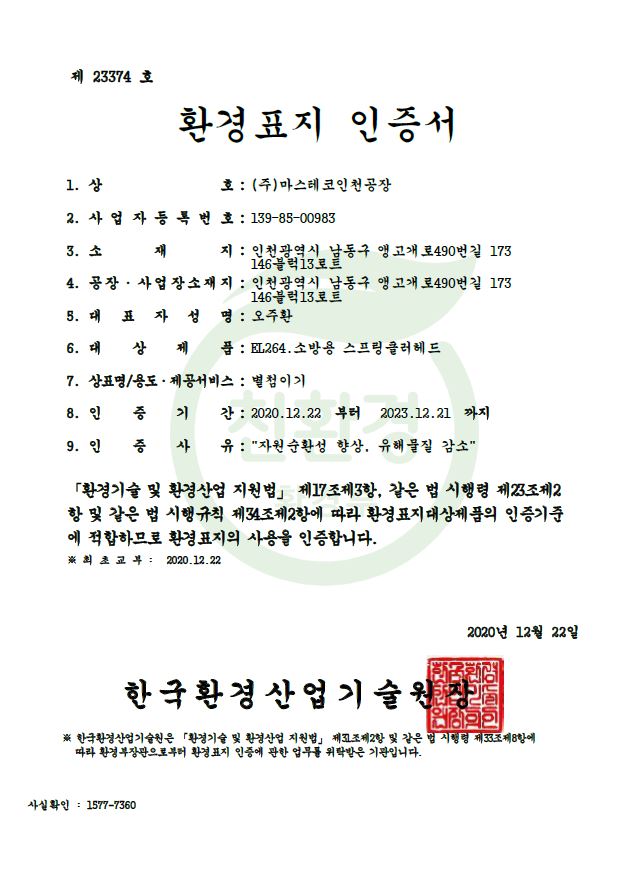 제 23374 호
환경표지 인증서
1. 상 호 : (주)마스테코인천공장
2. 사 업 자 등 록 번 호 : 139-85-00983
3. 소 재 지 : 인천광역시 남동구 앵고개로490번길 173
146블럭13로트
4. 공장·사업장소재지 : 인천광역시 남동구 앵고개로490번길 173
146블럭13로트
5. 대 표 자 성 명 : 오주환
6. 대 상 제 품 : EL264.소방용 스프링클러헤드
7. 상표명/용도·제공서비스 : 별첨이기
8. 인 증 기 간 : 2020.12.22 부터 2023.12.21 까지
친환경
9. 인 증 사 유 : "자원순환성 향상, 유해물질 감소"
환경부
「환경기술 및 환경산업 지원법」 제17조제3항, 같은 법 시행령 제23조제2
항 및 같은 법 시행규칙 제34조제2항에 따라 환경표지대상제품의 인증기준
에 적합하므로 환경표지의 사용을 인증합니다.
※ 최 초 교 부 : 2020.12.22
2020년 12월 22일
한국환경산업기술원장
※ 한국환경산업기술원은 「환경기술 및 환경산업 지원법」 제31조제2항 및 같은 법 시행령 제33조제8항에
따라 환경부장관으로부터 환경표지 인증에 관한 업무를 위탁받은 기관입니다.
사실확인 : 1577-7360